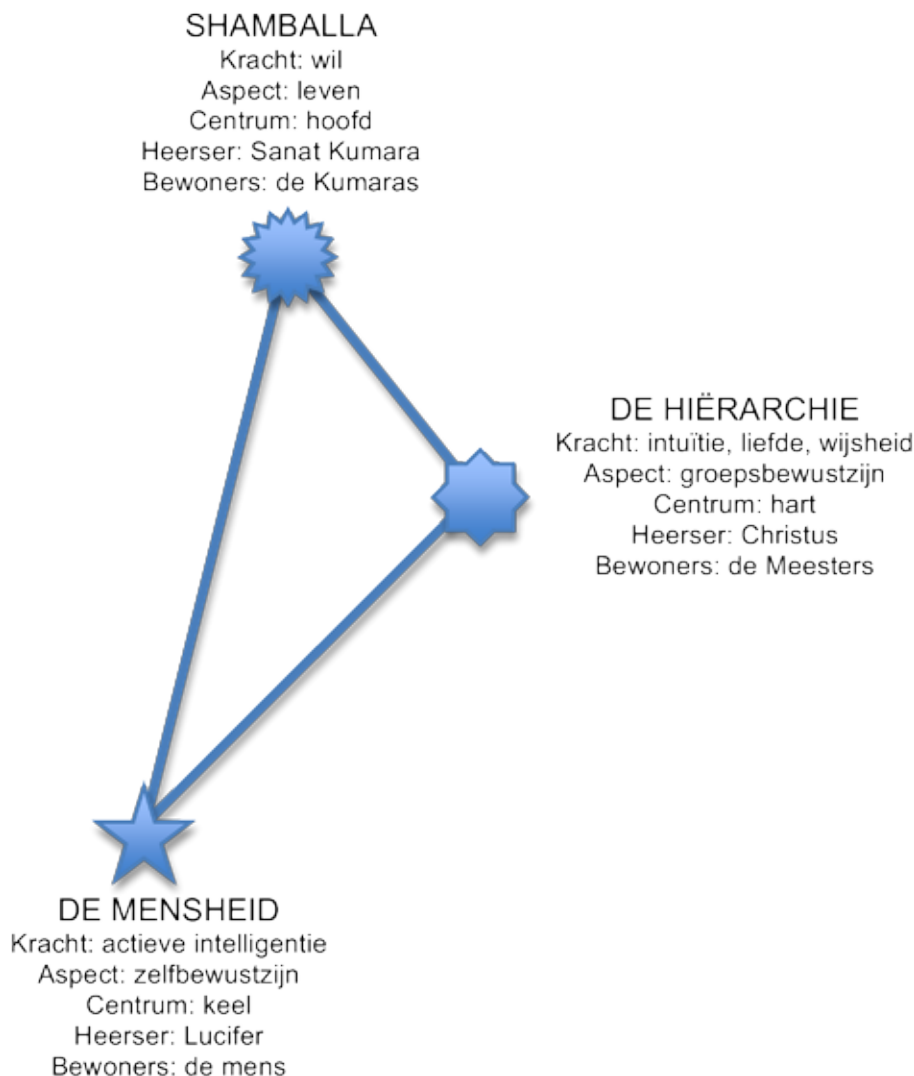 SHAMBALLA
Kracht: wil
Aspect: leven
Centrum: hoofd
Heerser: Sanat Kumara
Bewoners: de Kumaras
DE HIËRARCHIE
Kracht: intuïtie, liefde, wijsheid
Aspect: groepsbewustzijn
Centrum: hart
Heerser: Christus
Bewoners: de Meesters
DE MENSHEID
Kracht: actieve intelligentie
Aspect: zelfbewustzijn
Centrum: keel
Heerser: Lucifer
Bewoners: de mens